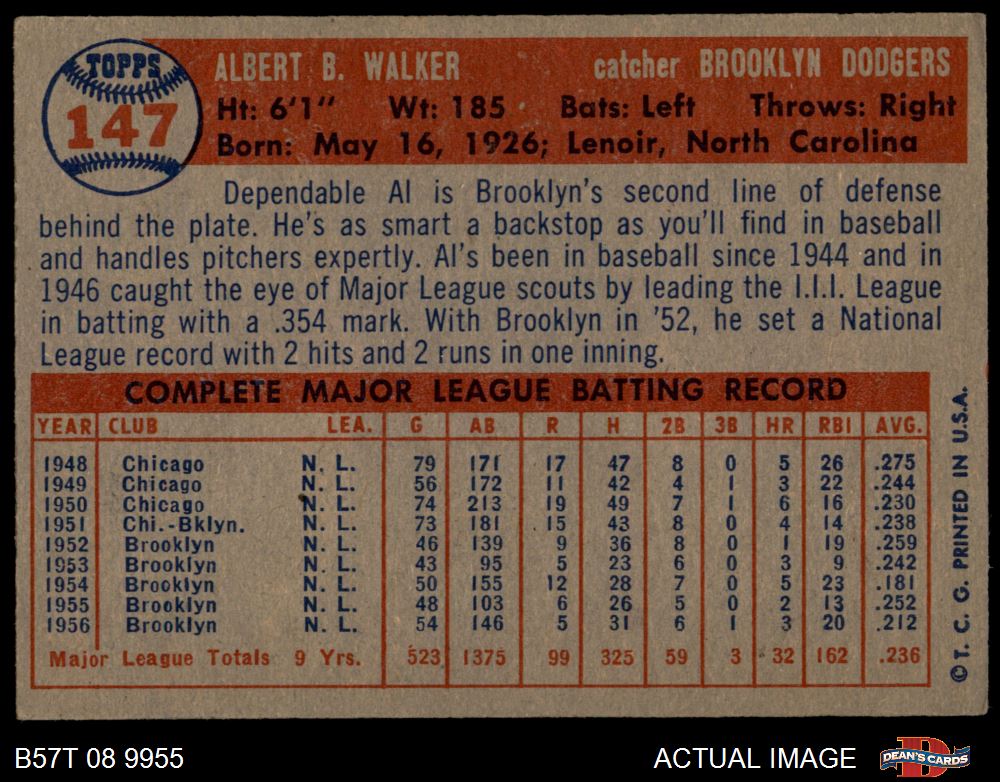 TOPPS
147
ALBERT B. WALKER catcher BROOKLYN DODGERS
Ht: 6'1" Wt: 185 Bats: Left Throws: Right
Born: May 16, 1926; Lenoir, North Carolina
Dependable Al is Brooklyn's second line of defense
behind the plate. He's as smart a backstop as you'll find in baseball
and handles pitchers expertly. Al's been in baseball since 1944 and in
1946 caught the eye of Major League scouts by leading the I.I.I. League
in batting with a .354 mark. With Brooklyn in '52, he set a National
League record with 2 hits and 2 runs in one inning.
COMPLETE MAJOR LEAGUE BATTING RECORD
YEAR CLUB LEA. G AB R H 2B 3B HR RBI AVG.
1948 Chicago N. L. 79 171 17 47 8 0 5 26 .275
1949 Chicago N. L. 56 172 11 42 4 1 3 22 .244
1950 Chicago N. L. 74 213 19 49 7 1 6 16 .230
1951 Chi.-Bklyn. N. L. 73 181 15 43 8 0 4 14 .238
1952 Brooklyn N. L. 46 139 9 36 8 0 1 19 .259
1953 Brooklyn N. L. 43 95 5 23 6 0 3 9 .242
1954 Brooklyn N. L. 50 155 12 28 7 0 5 23 .181
1955 Brooklyn N. L. 48 103 6 26 5 0 2 13 .252
1956 Brooklyn N. L. 54 146 5 31 6 1 3 20 .212
Major League Totals 9 Yrs. 523 1375 99 325 59 3 32 162 .236
© T. C. G. PRINTED IN U.S.A.
B57T 08 9955 ACTUAL IMAGE DEAN'S CARDS